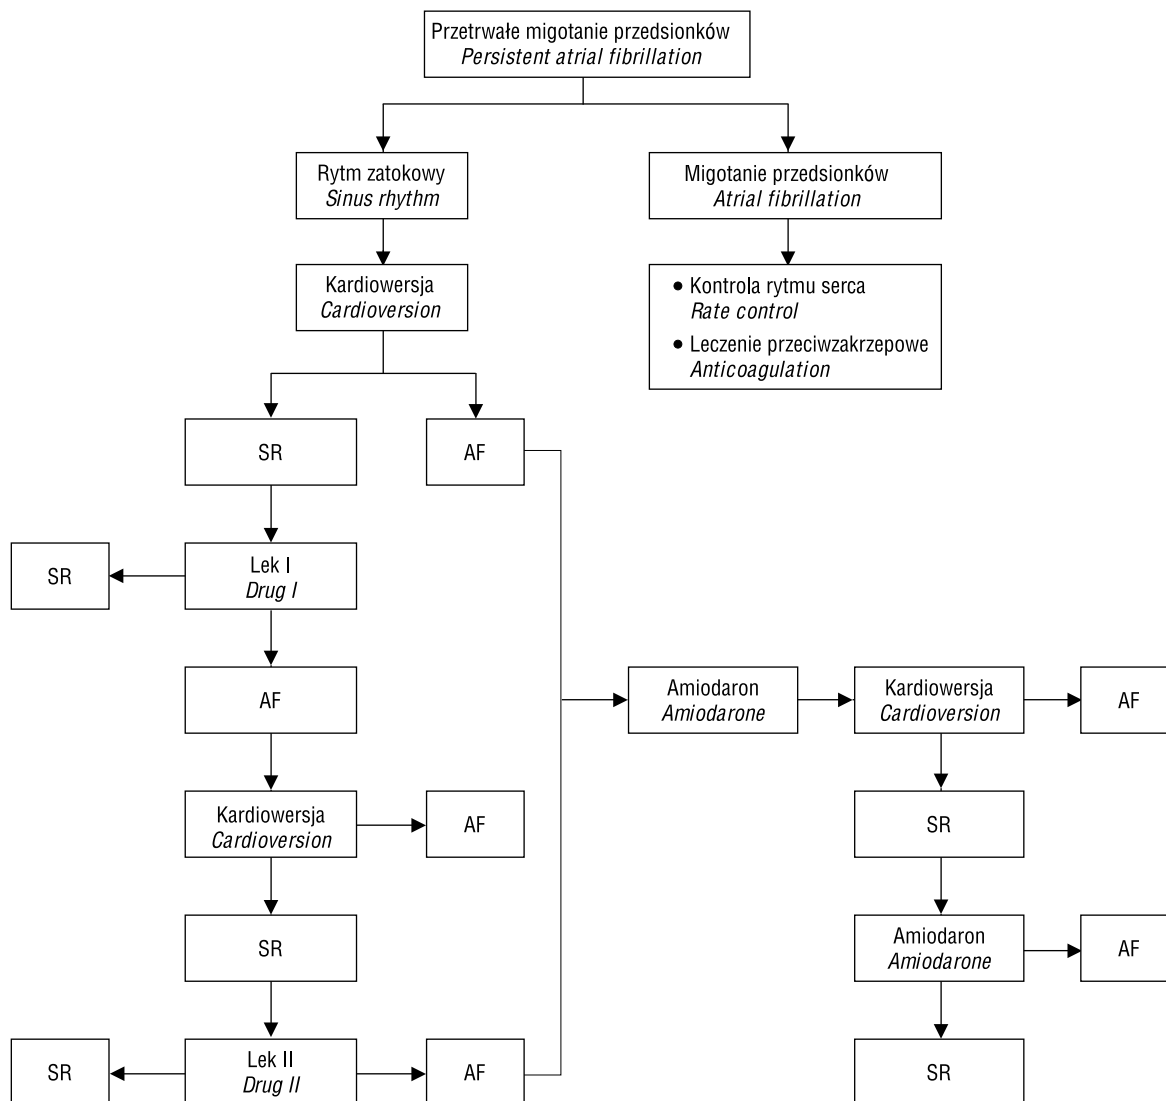 Przetrwałe migotanie przedsionków
Persistent atrial fibrillation
Rytm zatokowy
Sinus rhythm
Migotanie przedsionków
Atrial fibrillation
Kardiowersja
Cardioversion
• Kontrola rytmu serca
Rate control
• Leczenie przeciwzakrzepowe
Anticoagulation
SR
AF
SR
Lek I
Drug I
AF
Amiodaron
Amiodarone
Kardiowersja
Cardioversion
AF
Kardiowersja
Cardioversion
AF
SR
SR
Amiodaron
Amiodarone
AF
SR
Lek II
Drug II
AF
SR